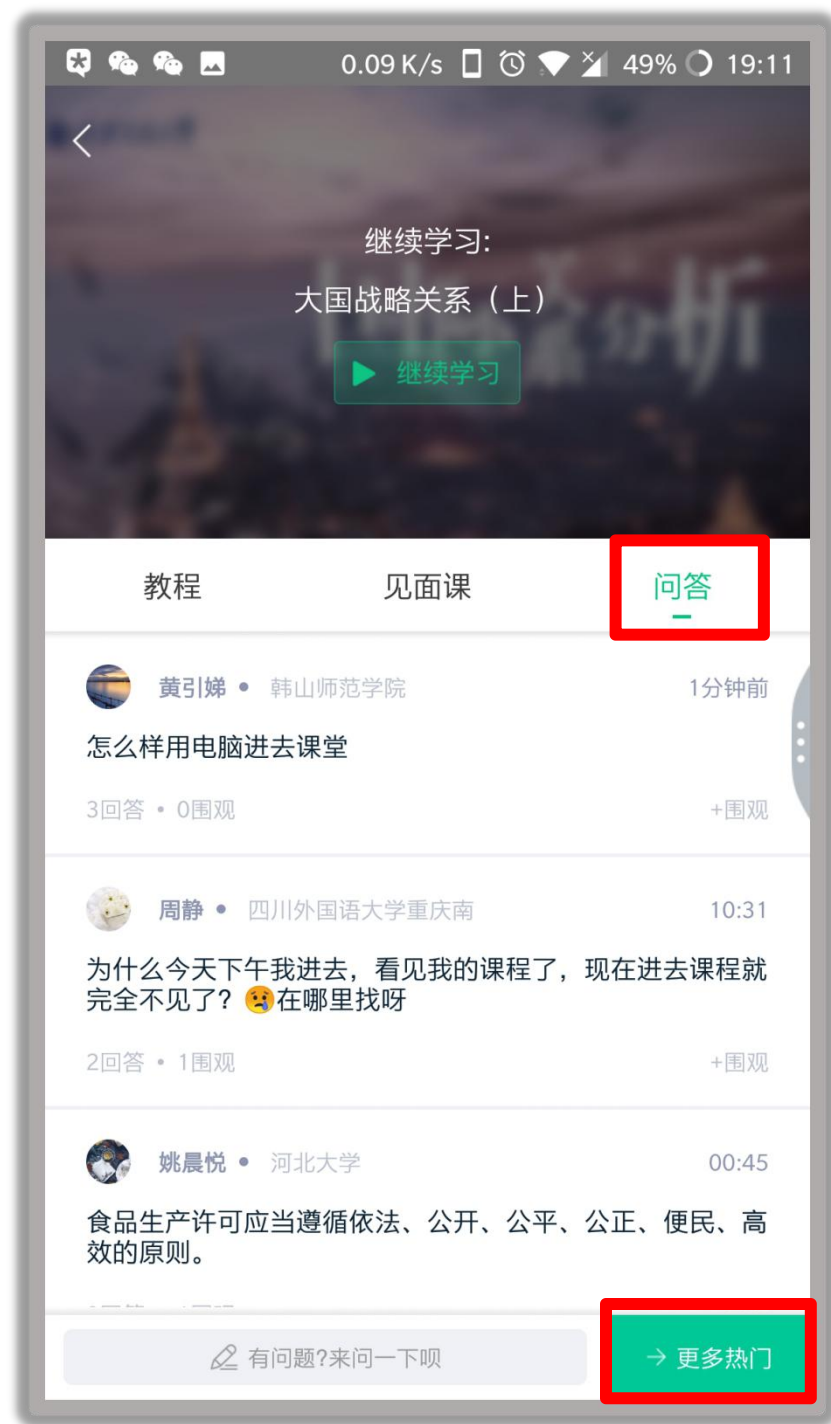 0.09 K/s 49% 19:11
继续学习:
大国战略关系（上）
分析
继续学习
教程 见面课 问答
黄引娣 • 韩山师范学院 1分钟前
怎么样用电脑进去课堂
3回答 • 0围观 +围观
周静 • 四川外国语大学重庆南 10:31
为什么今天下午我进去，看见我的课程了，现在进去课程就
完全不见了？😢在哪里找呀
2回答 • 1围观 +围观
姚晨悦 • 河北大学 00:45
食品生产许可应当遵循依法、公开、公平、公正、便民、高
效的原则。
有问题?来问一下呗 → 更多热门